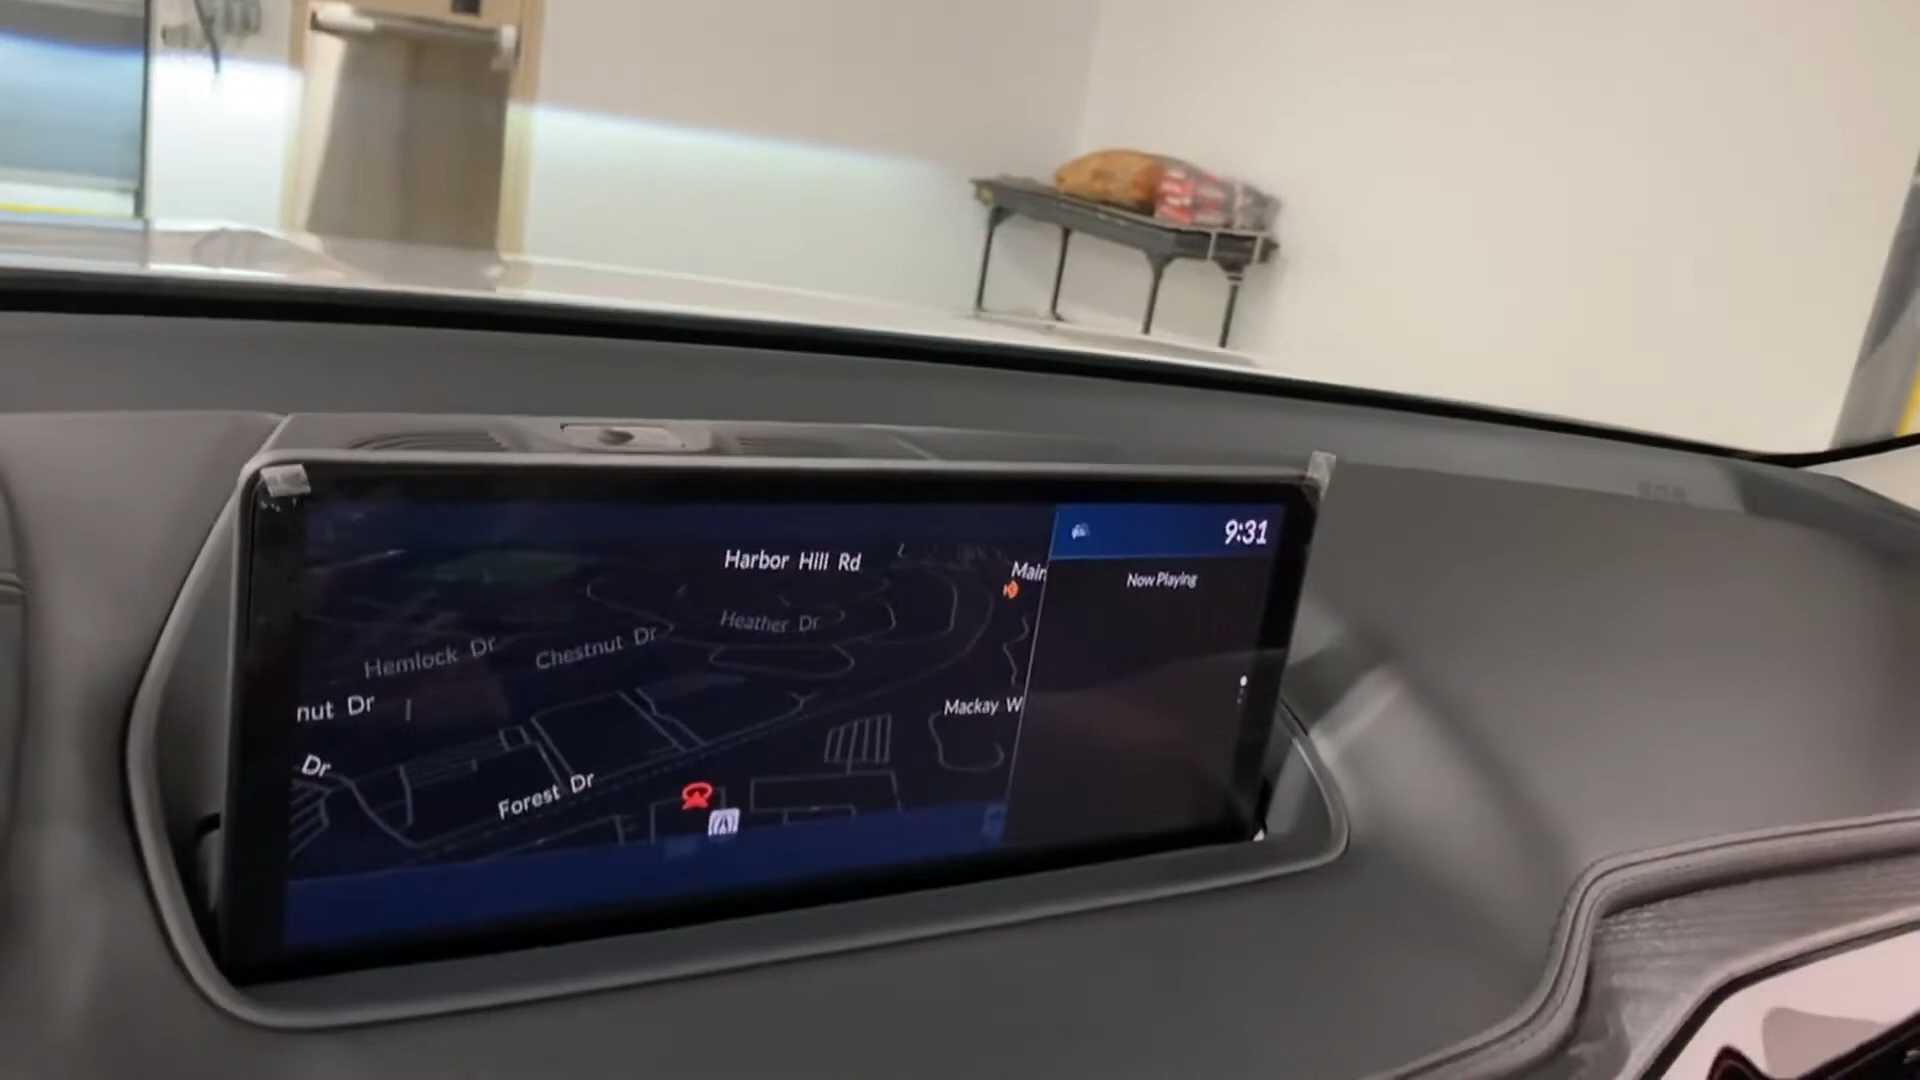 9:31
Harbor Hill Rd
Main
Now Playing
Heather Dr
Hemlock Dr
Chestnut Dr
nut Dr
Mackay W
Dr
Forest Dr